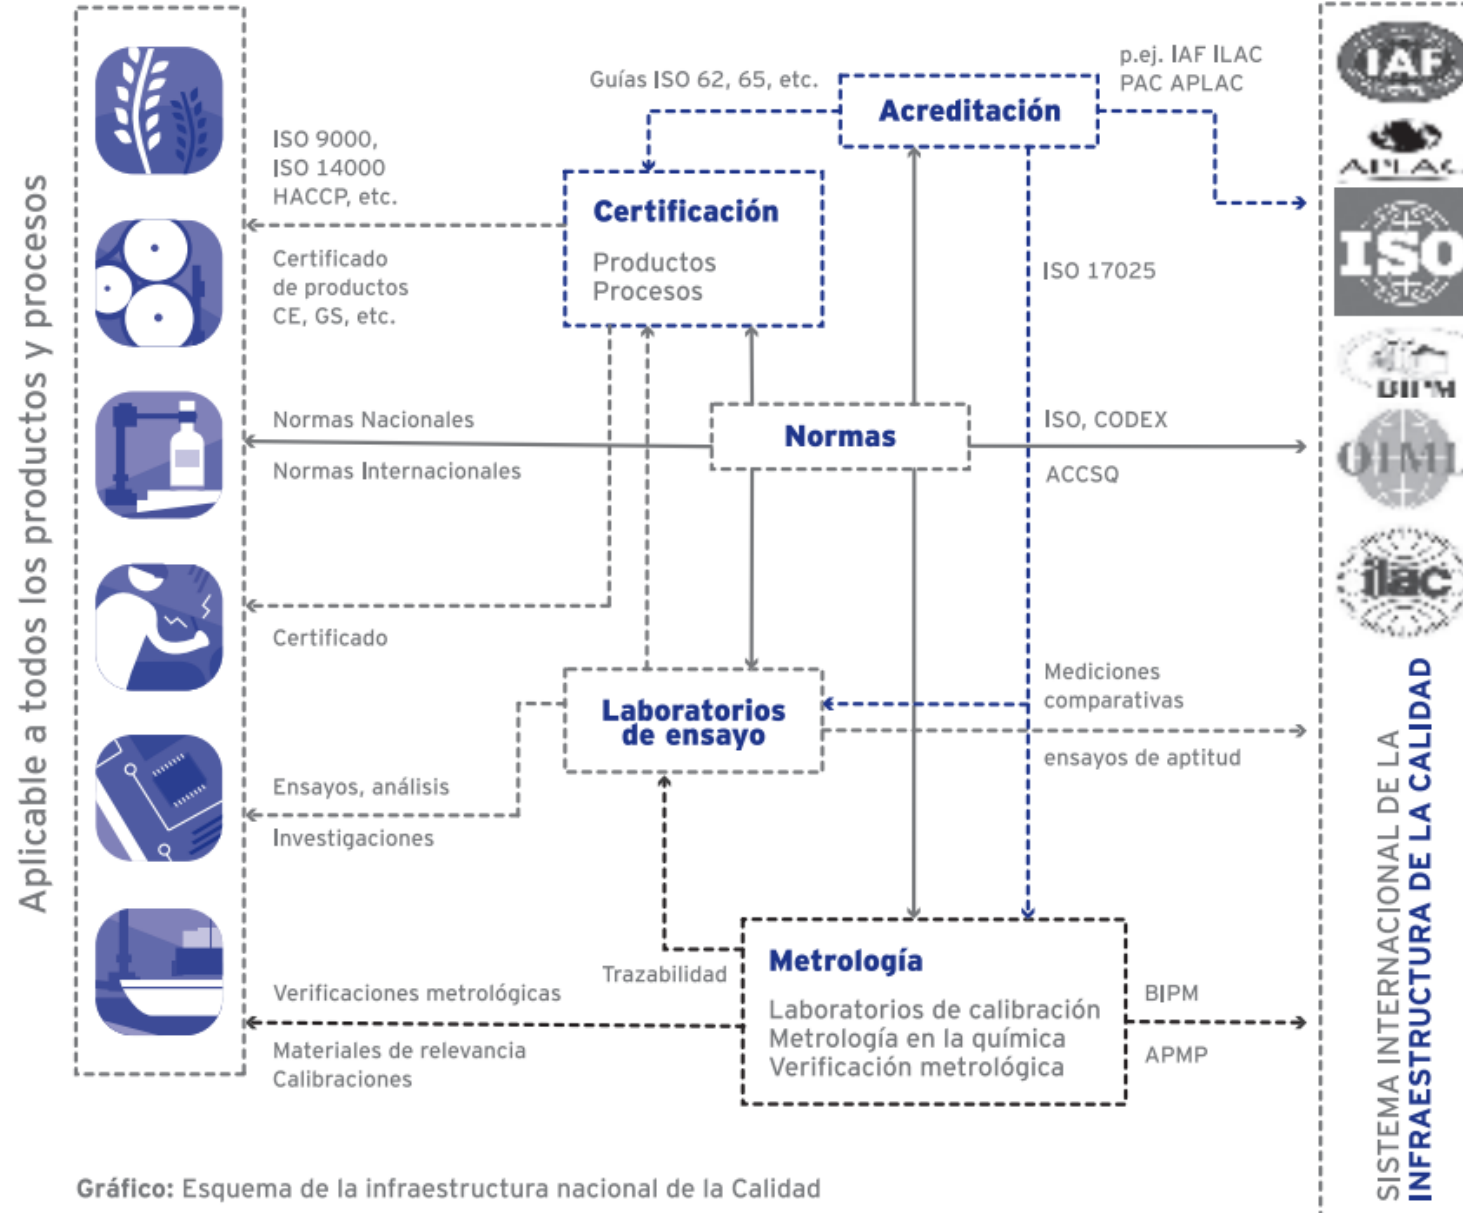 Aplicable a todos los productos y procesos
ISO 9000,
ISO 14000
HACCP, etc.
Certificado
de productos
CE, GS, etc.
Normas Nacionales
Normas Internacionales
Certificado
Ensayos, análisis
Investigaciones
Verificaciones metrológicas
Materiales de relevancia
Calibraciones
Guías ISO 62, 65, etc.
Acreditación
p.ej. IAF ILAC
PAC APLAC
Certificación
Productos
Procesos
ISO 17025
Normas
ISO, CODEX
ACCSQ
Laboratorios
de ensayo
Mediciones
comparativas
ensayos de aptitud
Trazabilidad
Metrología
Laboratorios de calibración
Metrología en la química
Verificación metrológica
BIPM
APMP
IAF
APLAC
ISO
BIPM
OIML
ilac
SISTEMA INTERNACIONAL DE LA
INFRAESTRUCTURA DE LA CALIDAD
Gráfico: Esquema de la infraestructura nacional de la Calidad